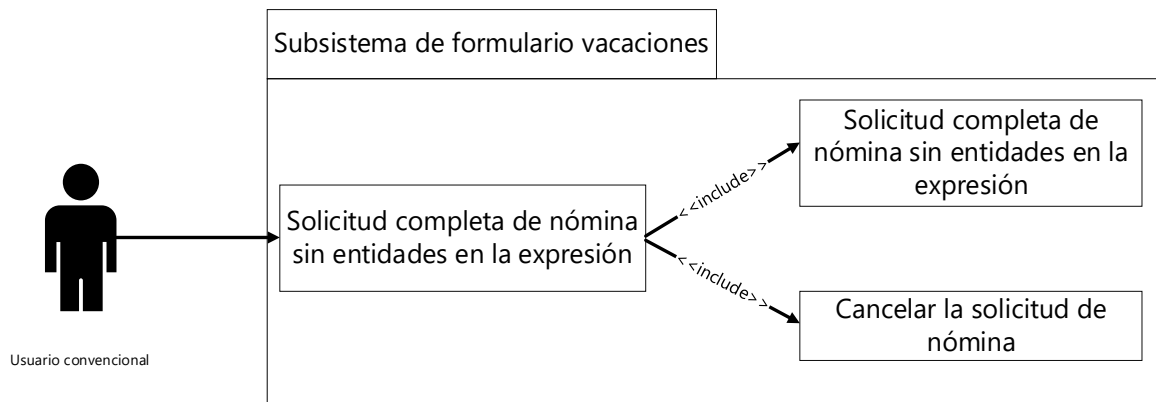 Subsistema de formulario vacaciones
Solicitud completa de
nómina sin entidades en la
expresión
<<include>>
Solicitud completa de nómina
sin entidades en la expresión
<<include>>
Cancelar la solicitud de
nómina
Usuario convencional